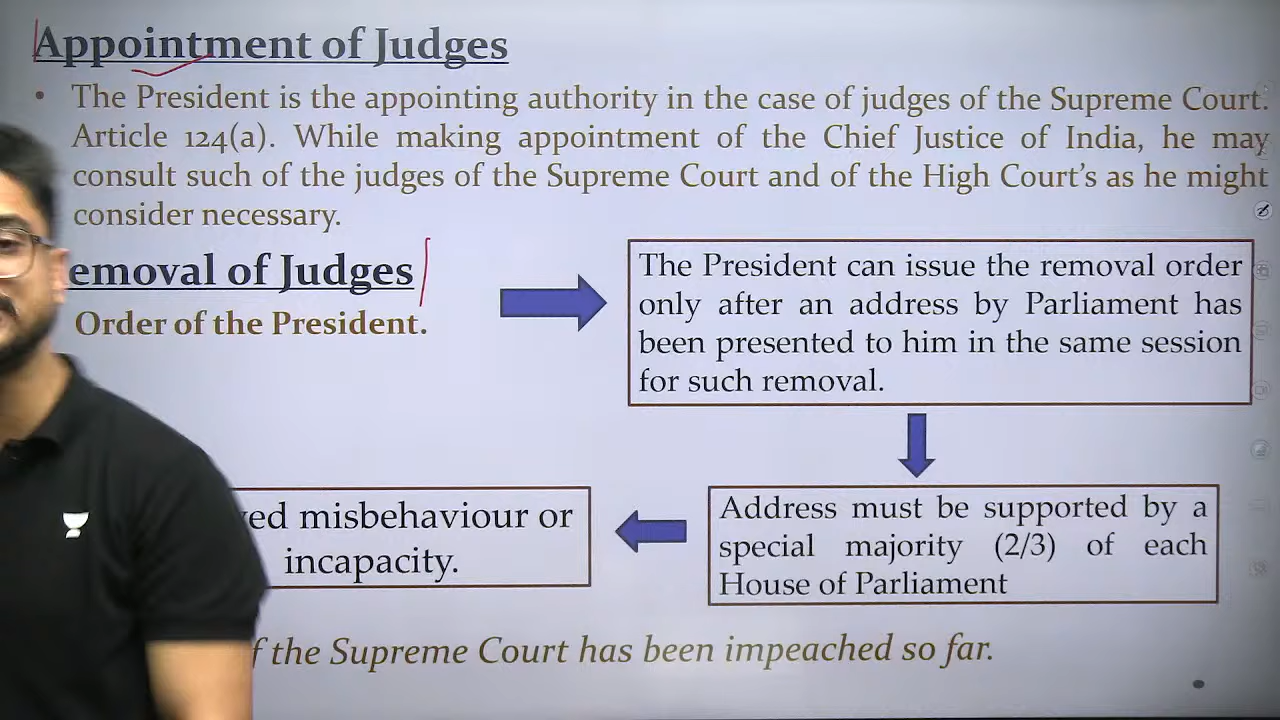 Appointment of Judges
• The President is the appointing authority in the case of judges of the Supreme Court.
Article 124(a). While making appointment of the Chief Justice of India, he may
consult such of the judges of the Supreme Court and of the High Court’s as he might
consider necessary.
emoval of Judges
Order of the President.
The President can issue the removal order
only after an address by Parliament has
been presented to him in the same session
for such removal.
Address must be supported by a
special majority (2/3) of each
House of Parliament
ved misbehaviour or
incapacity.
f the Supreme Court has been impeached so far.